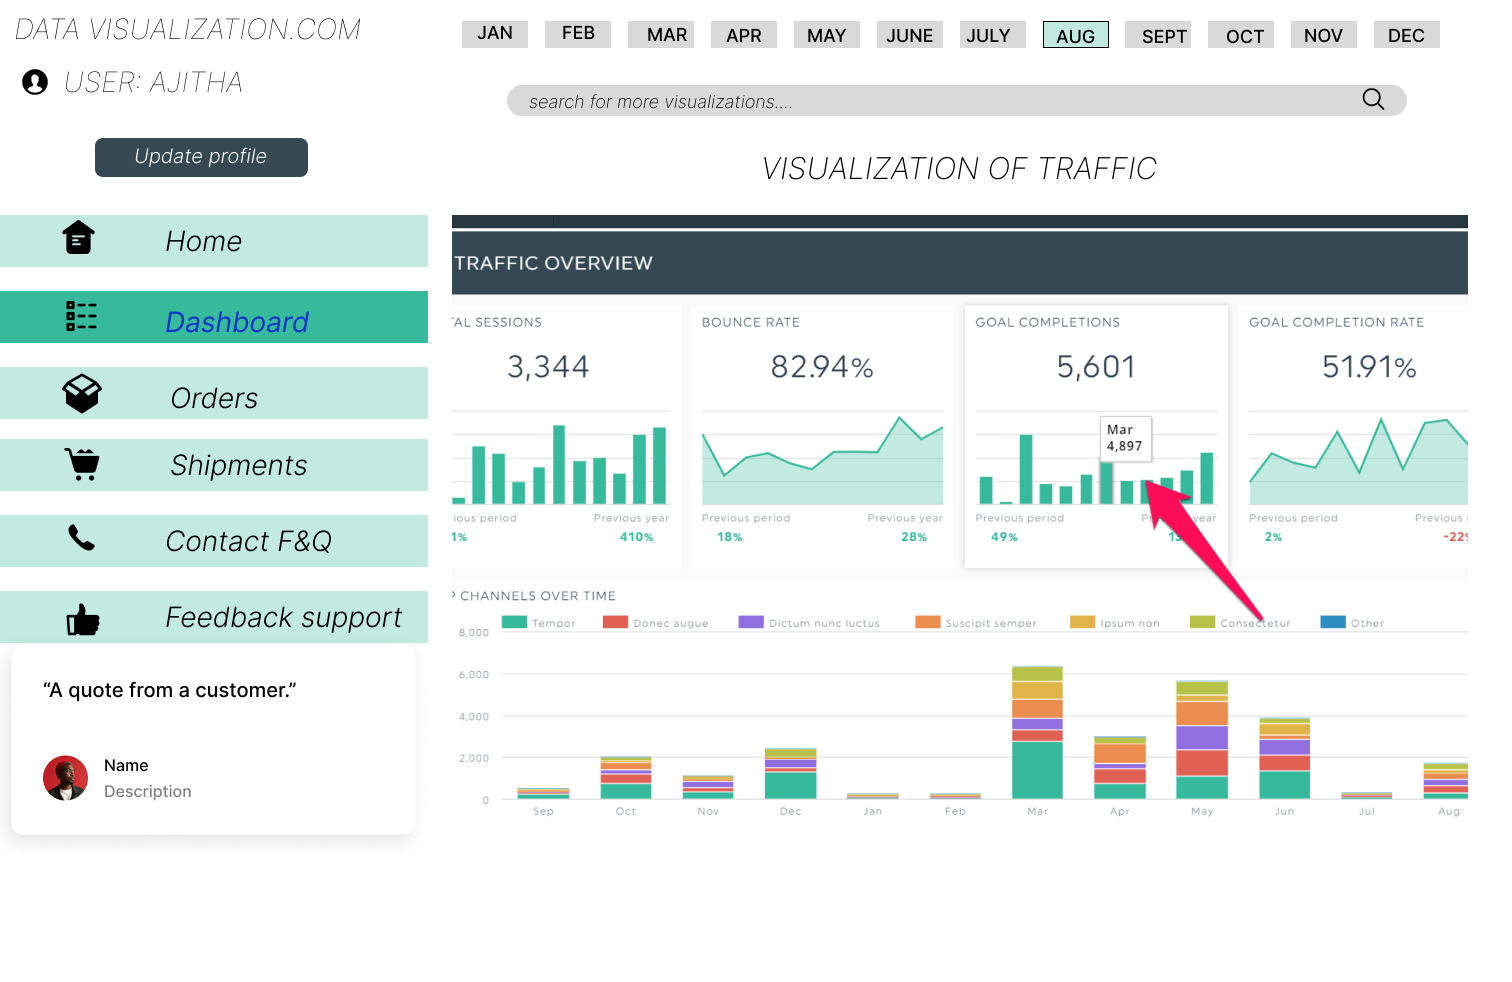 DATA VISUALIZATION.COM
USER: AJITHA
Update profile
Home
Dashboard
Orders
Shipments
Contact F&Q
Feedback support
“A quote from a customer.”
Name
Description
JAN FEB MAR APR MAY JUNE JULY AUG SEPT OCT NOV DEC
search for more visualizations....
VISUALIZATION OF TRAFFIC
TRAFFIC OVERVIEW
AL SESSIONS
3,344
ious period Previous year
1% 410%
BOUNCE RATE
82.94%
Previous period Previous year
18% 28%
GOAL COMPLETIONS
5,601
Mar
4,897
Previous period Pr year
49% 13
GOAL COMPLETION RATE
51.91%
Previous period Previous
2% -22%
P CHANNELS OVER TIME
Tempor Donec augue Dictum nunc luctus Suscipit semper Ipsum non Consectetur Other
8,000
6,000
4,000
2,000
0
Sep Oct Nov Dec Jan Feb Mar Apr May Jun Jul Aug